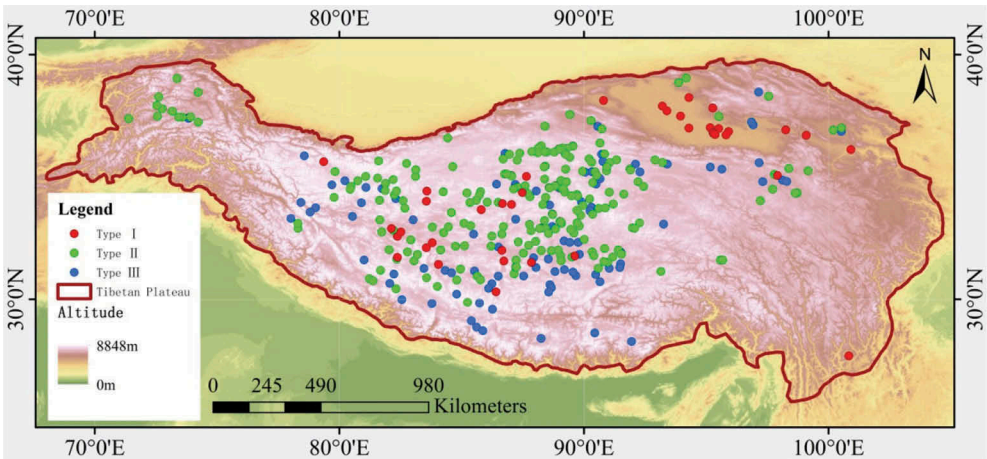 70°0'E 80°0'E 90°0'E 100°0'E
40°0'N
40°0'N
N
Legend
Type Ⅰ
Type Ⅱ
Type Ⅲ
Tibetan Plateau
Altitude
8848m
0m
30°0'N
30°0'N
0 245 490 980
Kilometers
70°0'E 80°0'E 90°0'E 100°0'E